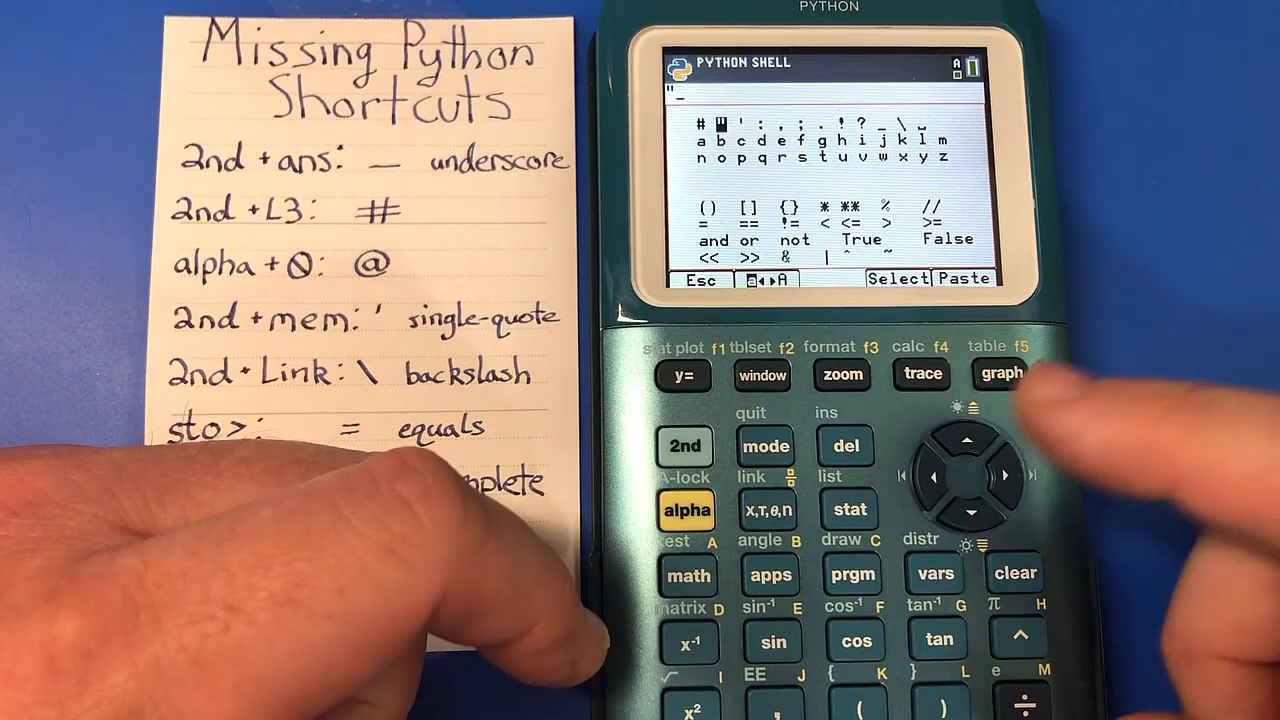 Missing Python
Shortcuts
2nd + ans: _ underscore
2nd + L3: #
alpha + 0: @
2nd + mem: ' single-quote
2nd + Link: \ backslash
sto>: = equals
PYTHON
PYTHON SHELL
A
"_
# " ' : , ; . ! ? _ \ ␣
a b c d e f g h i j k l m
n o p q r s t u v w x y z
() [] {} * ** % //
= == != < <= > >=
and or not True False
<< >> & | ^ ~
Esc a◄►A Select Paste
stat plot f1 tblset f2 format f3 calc f4 table f5
y= window zoom trace graph
quit ins
2nd mode del
A-lock link list
alpha x,T,θ,n stat
A angle B draw C distr
math apps prgm vars clear
matrix D sin⁻¹ E cos⁻¹ F tan⁻¹ G π H
x⁻¹ sin cos tan ^
√ I EE J { K } L e M
x² , ( ) ÷